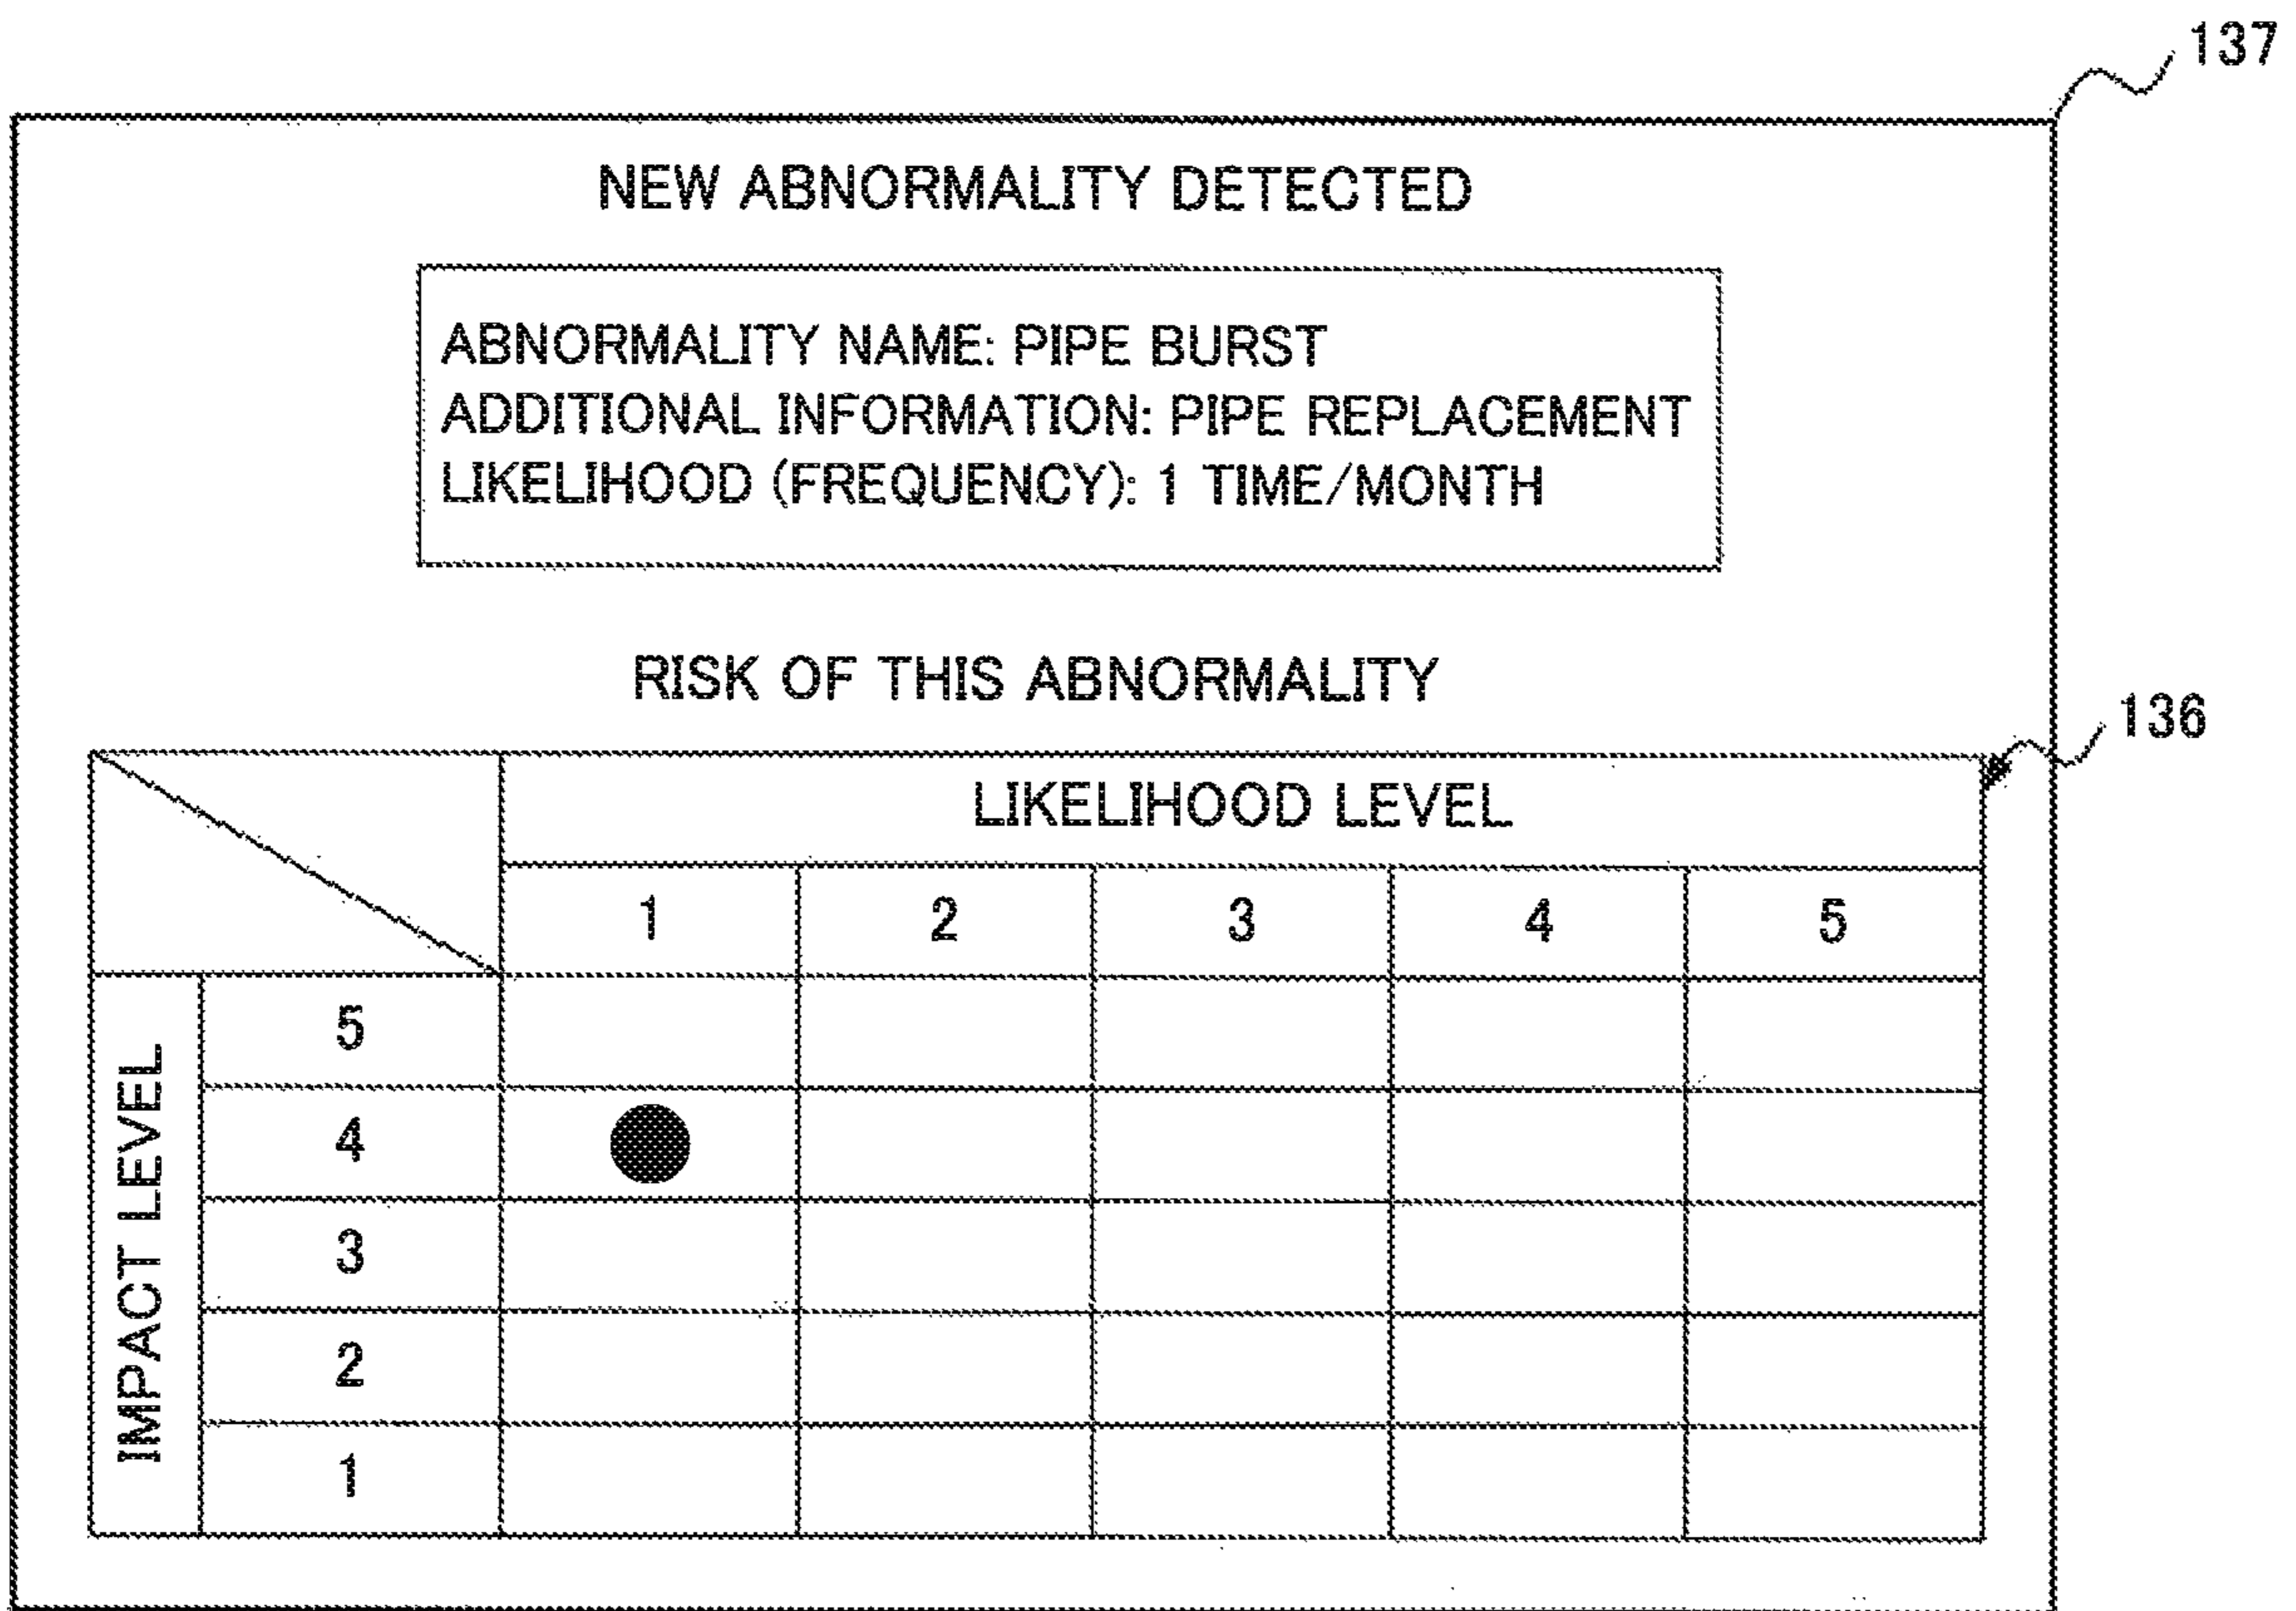 137
NEW ABNORMALITY DETECTED
ABNORMALITY NAME: PIPE BURST
ADDITIONAL INFORMATION: PIPE REPLACEMENT
LIKELIHOOD (FREQUENCY): 1 TIME/MONTH
RISK OF THIS ABNORMALITY
136
LIKELIHOOD LEVEL
1 2 3 4 5
IMPACT LEVEL
5
4
3
2
1